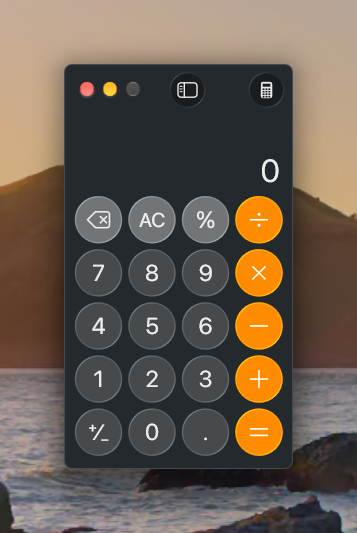 0
AC % ÷
7 8 9 ×
4 5 6 −
1 2 3 +
+/− 0 . =